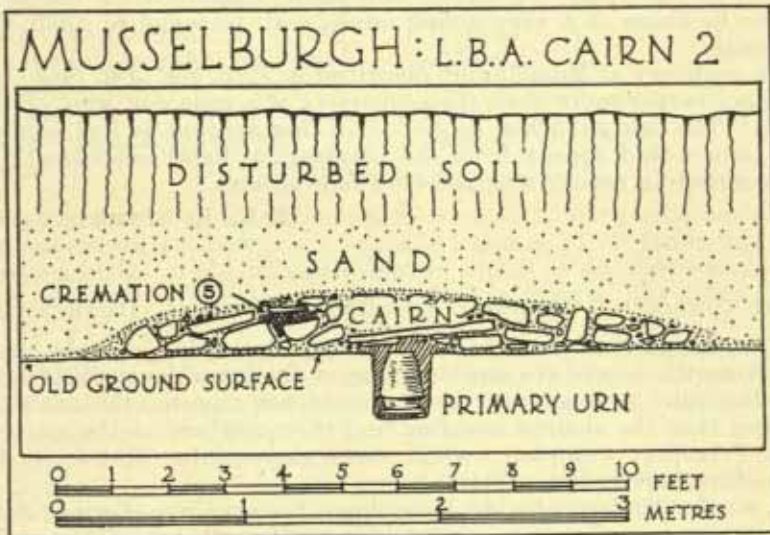 MUSSELBURGH: L.B.A. CAIRN 2
DISTURBED SOIL
SAND
CREMATION 5
CAIRN
OLD GROUND SURFACE
PRIMARY URN
0 1 2 3 4 5 6 7 8 9 10 FEET
0 1 2 3 METRES